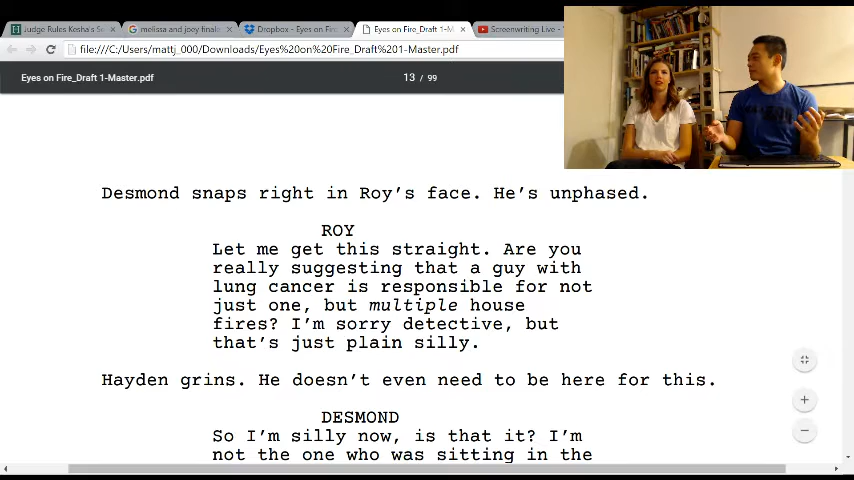 Judge Rules Kesha's Se
melissa and joey finale
Dropbox - Eyes on Fire_
Eyes on Fire_Draft 1-M
Screenwriting Live -
file:///C:/Users/mattj_000/Downloads/Eyes%20on%20Fire_Draft%201-Master.pdf
Eyes on Fire_Draft 1-Master.pdf
13 / 99
Desmond snaps right in Roy's face. He's unphased.
ROY
Let me get this straight. Are you
really suggesting that a guy with
lung cancer is responsible for not
just one, but multiple house
fires? I'm sorry detective, but
that's just plain silly.
Hayden grins. He doesn't even need to be here for this.
DESMOND
So I'm silly now, is that it? I'm
not the one who was sitting in the